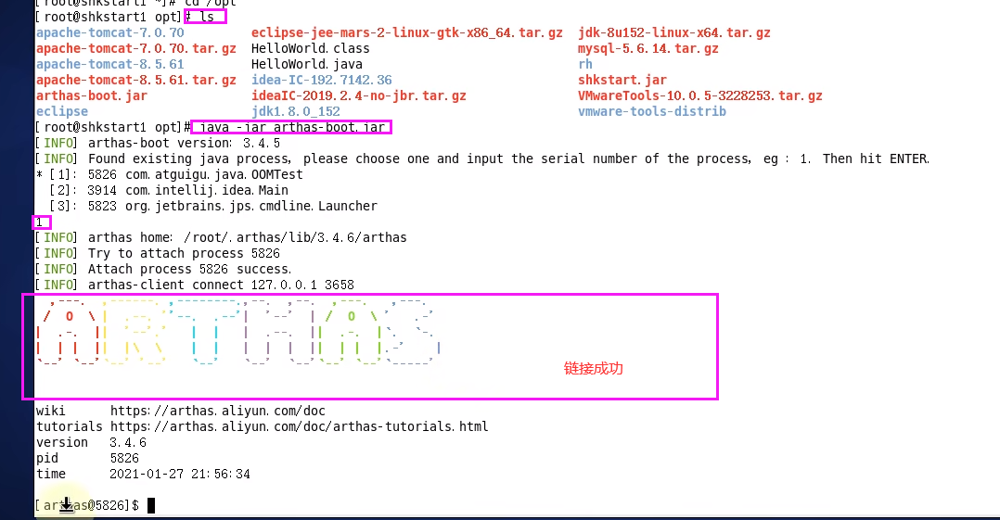 [root@shkstart1 ~]# cd /opt
[root@shkstart1 opt]# ls
apache-tomcat-7.0.70 eclipse-jee-mars-2-linux-gtk-x86_64.tar.gz jdk-8u152-linux-x64.tar.gz
apache-tomcat-7.0.70.tar.gz HelloWorld.class mysql-5.6.14.tar.gz
apache-tomcat-8.5.61 HelloWorld.java rh
apache-tomcat-8.5.61.tar.gz idea-IC-192.7142.36 shkstart.jar
arthas-boot.jar ideaIC-2019.2.4-no-jbr.tar.gz VMwareTools-10.0.5-3228253.tar.gz
eclipse jdk1.8.0_152 vmware-tools-distrib
[root@shkstart1 opt]# java -jar arthas-boot.jar
[INFO] arthas-boot version: 3.4.5
[INFO] Found existing java process, please choose one and input the serial number of the process, eg : 1. Then hit ENTER.
* [1]: 5826 com.atguigu.java.OOMTest
[2]: 3914 com.intellij.idea.Main
[3]: 5823 org.jetbrains.jps.cmdline.Launcher
1
[INFO] arthas home: /root/.arthas/lib/3.4.6/arthas
[INFO] Try to attach process 5826
[INFO] Attach process 5826 success.
[INFO] arthas-client connect 127.0.0.1 3658
ARTHAS
链接成功
wiki https://arthas.aliyun.com/doc
tutorials https://arthas.aliyun.com/doc/arthas-tutorials.html
version 3.4.6
pid 5826
time 2021-01-27 21:56:34
[arthas@5826]$